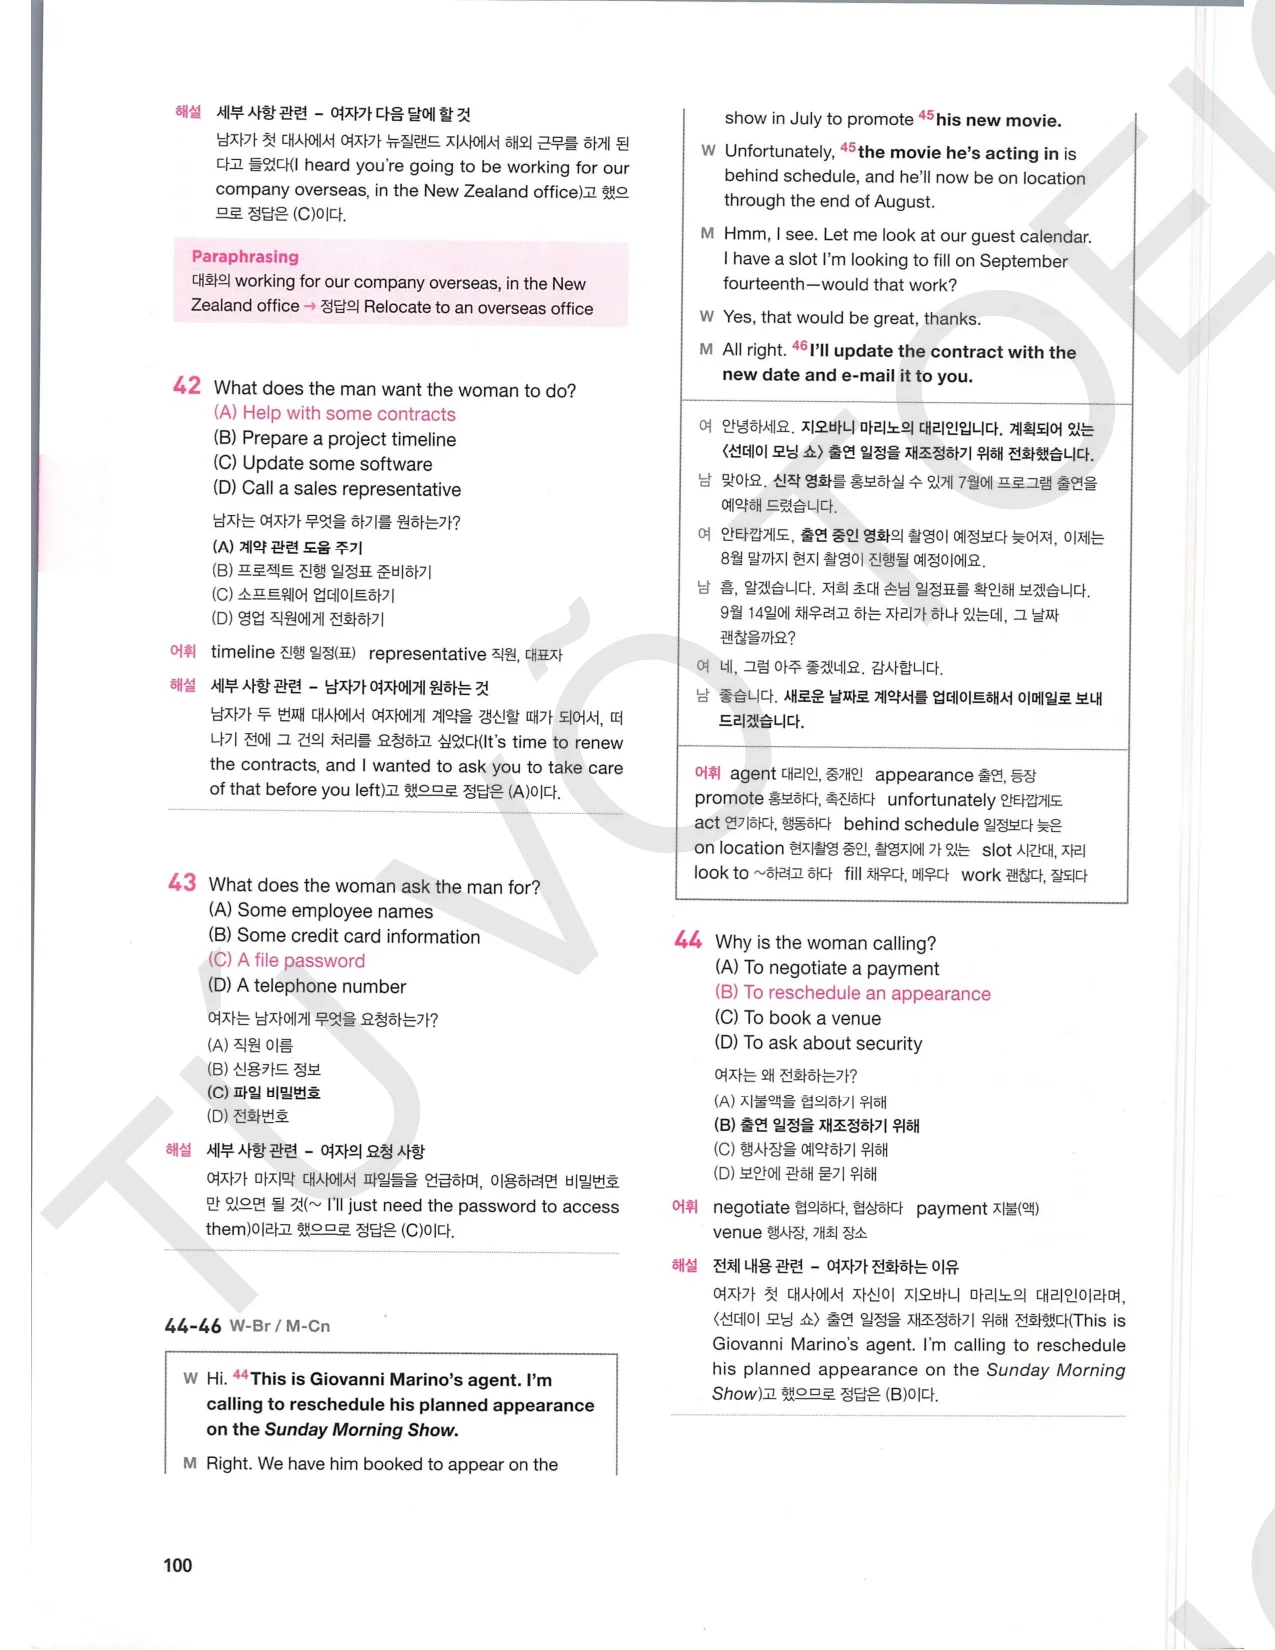 해설 세부 사항 관련 – 여자가 다음 달에 할 것
남자가 첫 대사에서 여자가 뉴질랜드 지사에서 해외 근무를 하게 된
다고 들었다(I heard you're going to be working for our
company overseas, in the New Zealand office)고 했으
므로 정답은 (C)이다.
Paraphrasing
대화의 working for our company overseas, in the New
Zealand office → 정답의 Relocate to an overseas office
42 What does the man want the woman to do?
(A) Help with some contracts
(B) Prepare a project timeline
(C) Update some software
(D) Call a sales representative
남자는 여자가 무엇을 하기를 원하는가?
(A) 계약 관련 도움 주기
(B) 프로젝트 진행 일정표 준비하기
(C) 소프트웨어 업데이트하기
(D) 영업 직원에게 전화하기
어휘 timeline 진행 일정(표) representative 직원, 대표자
해설 세부 사항 관련 – 남자가 여자에게 원하는 것
남자가 두 번째 대사에서 여자에게 계약을 갱신할 때가 되어서, 떠
나기 전에 그 건의 처리를 요청하고 싶었다(It's time to renew
the contracts, and I wanted to ask you to take care
of that before you left)고 했으므로 정답은 (A)이다.
43 What does the woman ask the man for?
(A) Some employee names
(B) Some credit card information
(C) A file password
(D) A telephone number
여자는 남자에게 무엇을 요청하는가?
(A) 직원 이름
(B) 신용카드 정보
(C) 파일 비밀번호
(D) 전화번호
해설 세부 사항 관련 – 여자의 요청 사항
여자가 마지막 대사에서 파일들을 언급하며, 이용하려면 비밀번호
만 있으면 될 것(~ I'll just need the password to access
them)이라고 했으므로 정답은 (C)이다.
44-46 W-Br / M-Cn
W Hi. 44This is Giovanni Marino's agent. I'm
calling to reschedule his planned appearance
on the Sunday Morning Show.
M Right. We have him booked to appear on the
show in July to promote 45his new movie.
W Unfortunately, 45the movie he's acting in is
behind schedule, and he'll now be on location
through the end of August.
M Hmm, I see. Let me look at our guest calendar.
I have a slot I'm looking to fill on September
fourteenth—would that work?
W Yes, that would be great, thanks.
M All right. 46I'll update the contract with the
new date and e-mail it to you.
여 안녕하세요. 지오바니 마리노의 대리인입니다. 계획되어 있는
〈선데이 모닝 쇼〉 출연 일정을 재조정하기 위해 전화했습니다.
남 맞아요. 신작 영화를 홍보하실 수 있게 7월에 프로그램 출연을
예약해 드렸습니다.
여 안타깝게도, 출연 중인 영화의 촬영이 예정보다 늦어져, 이제는
8월 말까지 현지 촬영이 진행될 예정이에요.
남 흠, 알겠습니다. 저희 초대 손님 일정표를 확인해 보겠습니다.
9월 14일에 채우려고 하는 자리가 하나 있는데, 그 날짜
괜찮을까요?
여 네, 그럼 아주 좋겠네요. 감사합니다.
남 좋습니다. 새로운 날짜로 계약서를 업데이트해서 이메일로 보내
드리겠습니다.
어휘 agent 대리인, 중개인 appearance 출연, 등장
promote 홍보하다, 촉진하다 unfortunately 안타깝게도
act 연기하다, 행동하다 behind schedule 일정보다 늦은
on location 현지촬영 중인, 촬영지에 가 있는 slot 시간대, 자리
look to ~하려고 하다 fill 채우다, 메우다 work 괜찮다, 잘되다
44 Why is the woman calling?
(A) To negotiate a payment
(B) To reschedule an appearance
(C) To book a venue
(D) To ask about security
여자는 왜 전화하는가?
(A) 지불액을 협의하기 위해
(B) 출연 일정을 재조정하기 위해
(C) 행사장을 예약하기 위해
(D) 보안에 관해 묻기 위해
어휘 negotiate 협의하다, 협상하다 payment 지불(액)
venue 행사장, 개최 장소
해설 전체 내용 관련 – 여자가 전화하는 이유
여자가 첫 대사에서 자신이 지오바니 마리노의 대리인이라며,
〈선데이 모닝 쇼〉 출연 일정을 재조정하기 위해 전화했다(This is
Giovanni Marino's agent. I'm calling to reschedule
his planned appearance on the Sunday Morning
Show)고 했으므로 정답은 (B)이다.
100
TÚ VÕ TOEIC